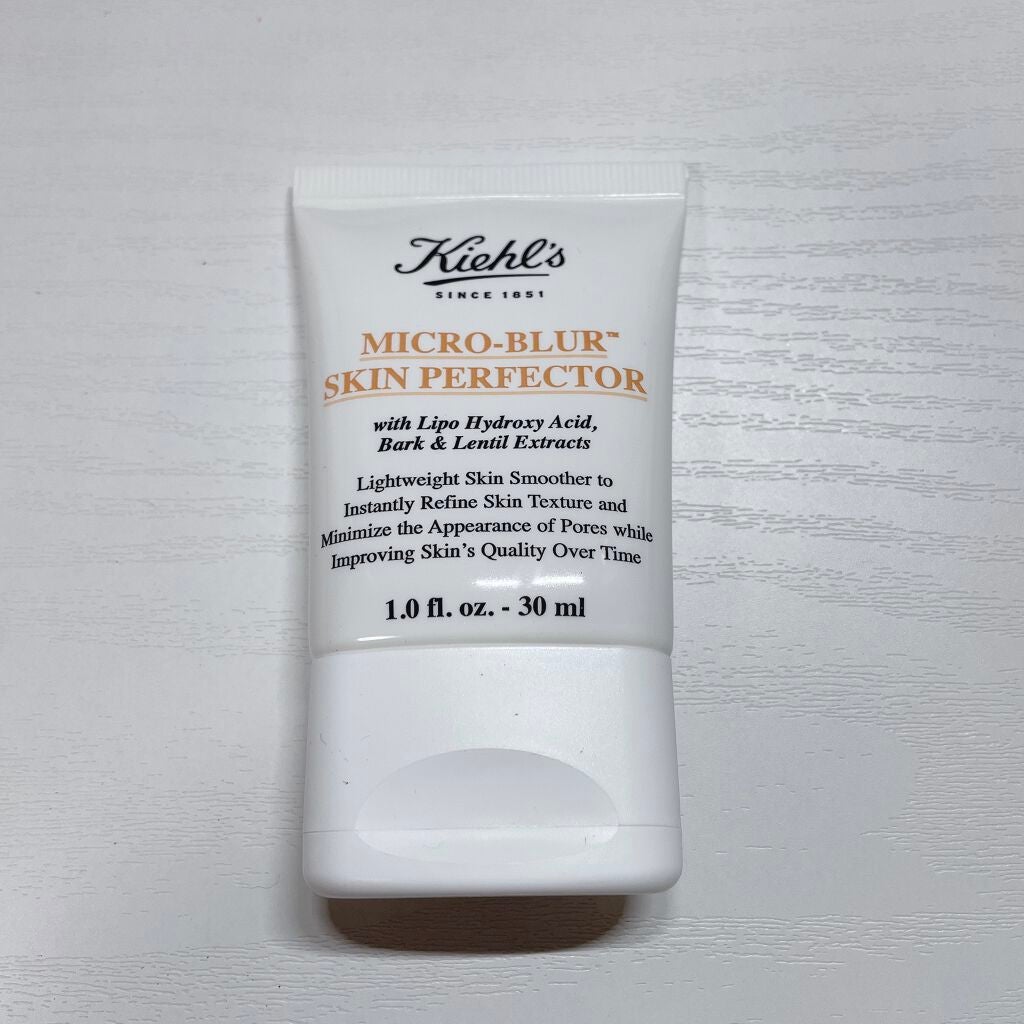 Kiehl's
SINCE 1851
MICRO-BLUR™
SKIN PERFECTOR
with Lipo Hydroxy Acid,
Bark & Lentil Extracts
Lightweight Skin Smoother to
Instantly Refine Skin Texture and
Minimize the Appearance of Pores while
Improving Skin's Quality Over Time
1.0 fl. oz. - 30 ml